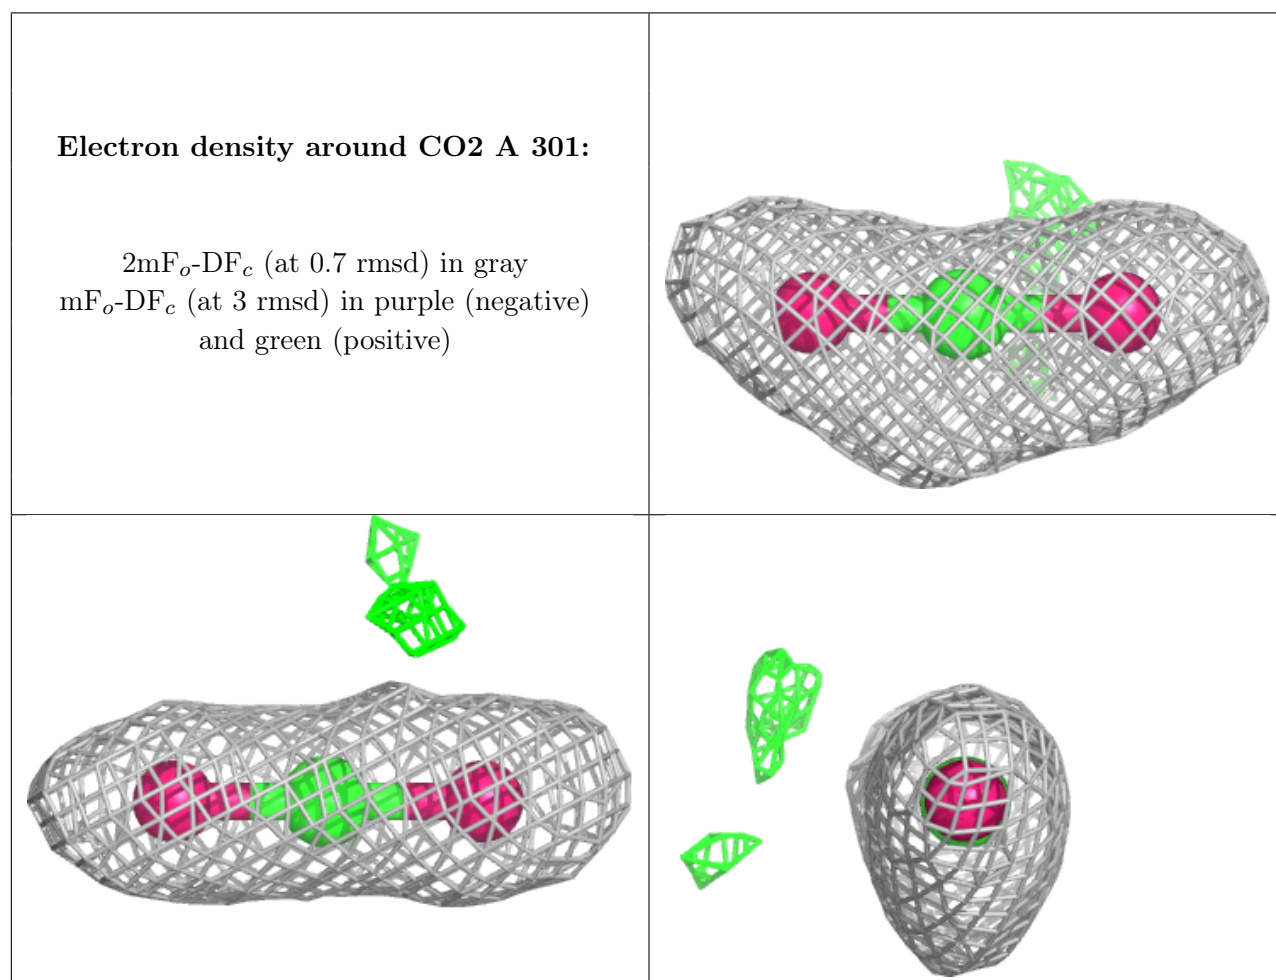 Electron density around CO2 A 301:
2mFo-DFc (at 0.7 rmsd) in gray
mFo-DFc (at 3 rmsd) in purple (negative)
and green (positive)